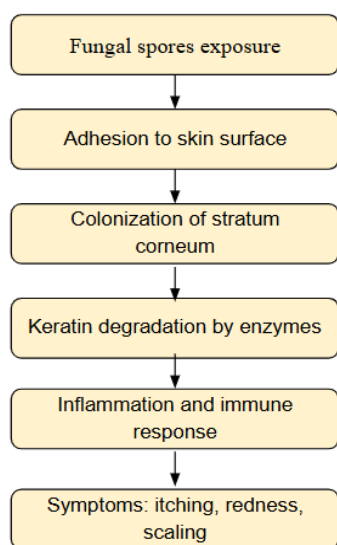 Fungal spores exposure
Adhesion to skin surface
Colonization of stratum
corneum
Keratin degradation by enzymes
Inflammation and immune
response
Symptoms: itching, redness,
scaling